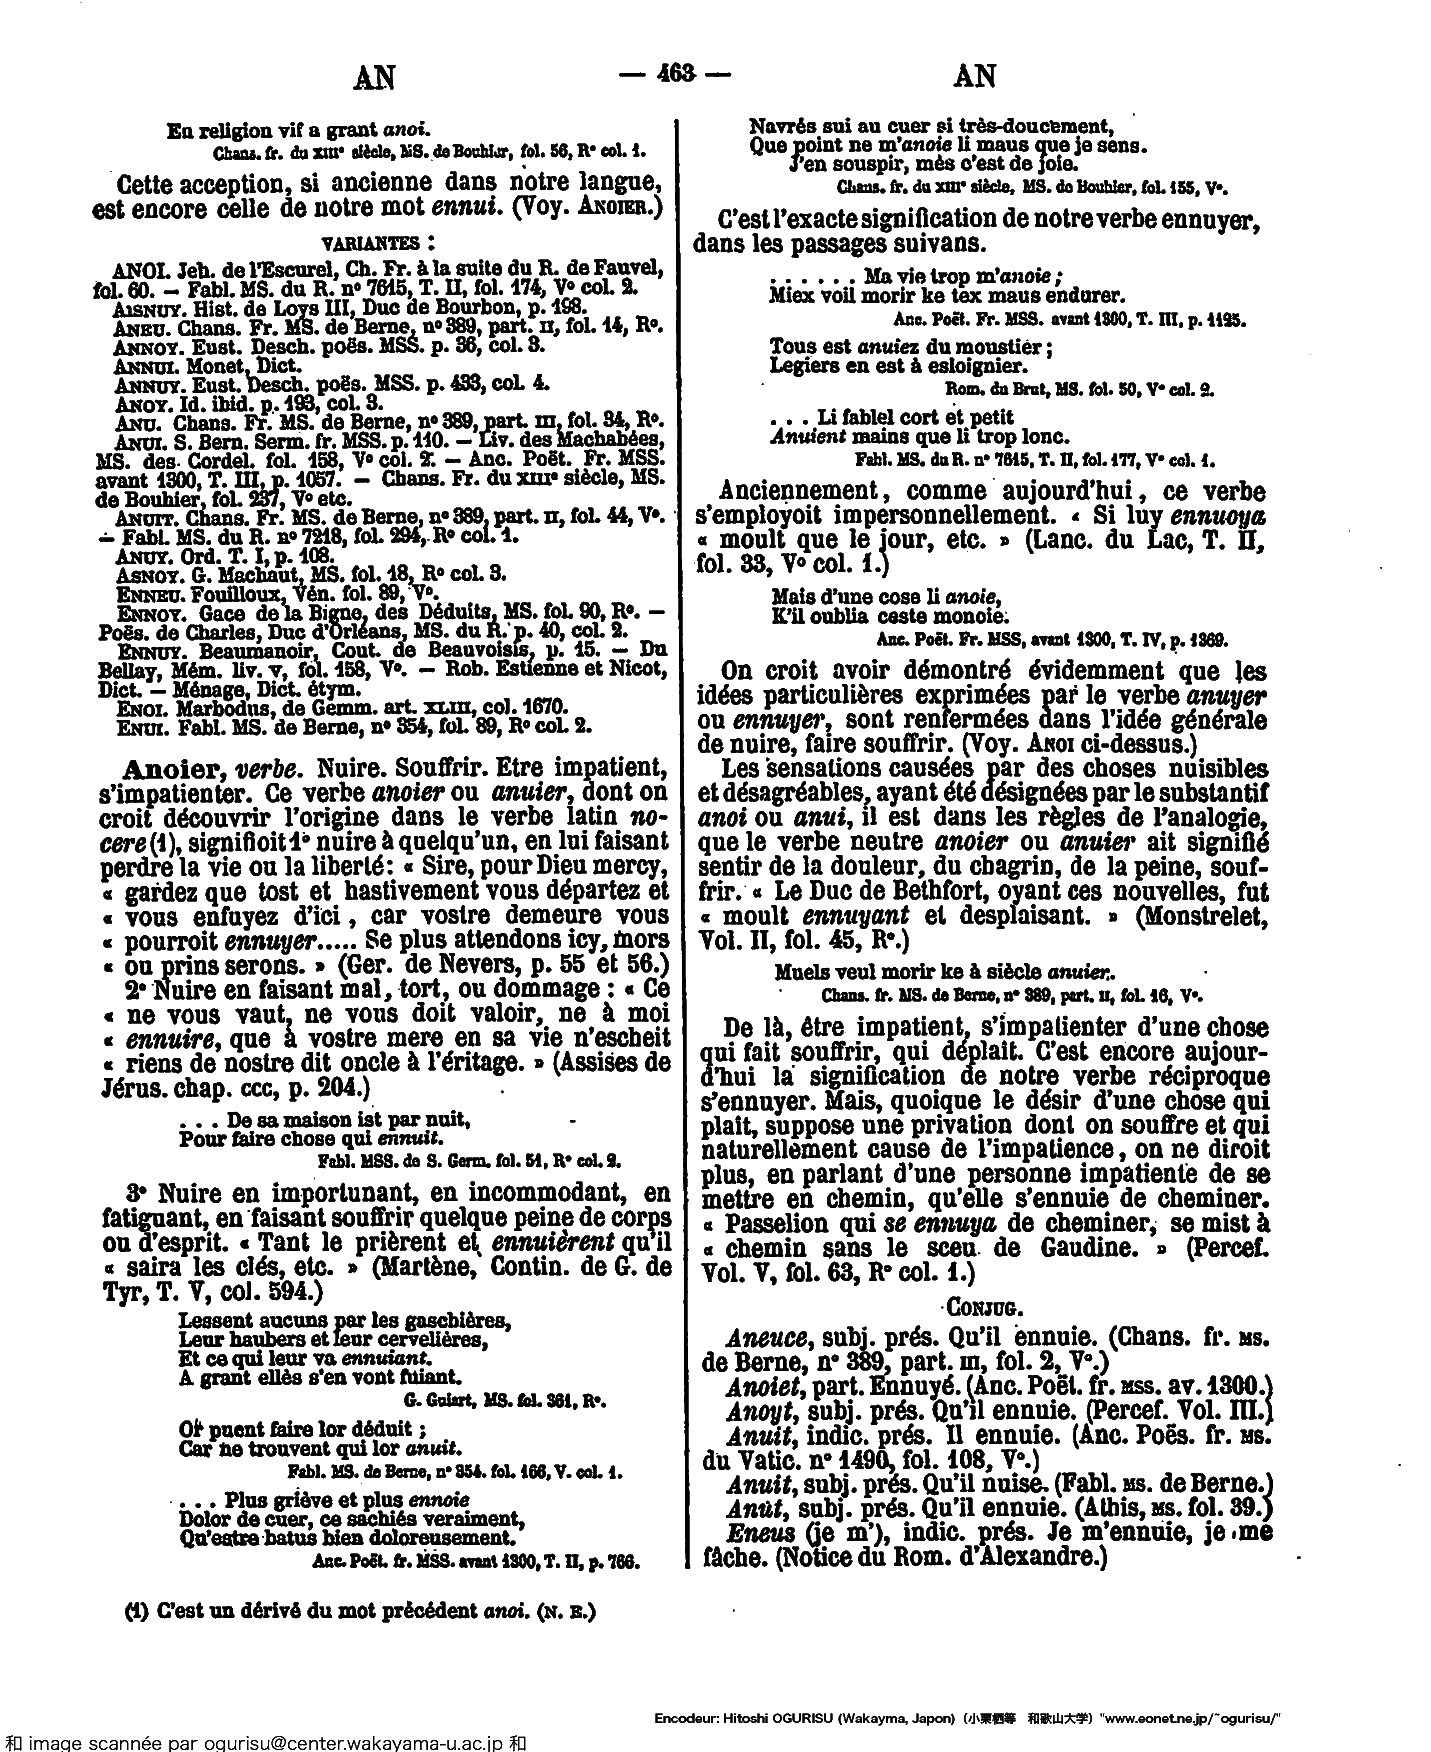 AN
— 463 —
AN
En religion vif a grant anoi.
Chans. fr. du XIIIe siècle, MS. de Bouhier, fol. 56, Ro col. 1.
Cette acception, si ancienne dans notre langue,
est encore celle de notre mot ennui. (Voy. ANOIER.)
VARIANTES :
ANOI. Jeh. de l'Escurel, Ch. Fr. à la suite du R. de Fauvel,
fol. 60. — Fabl. MS. du R. no 7615, T. II, fol. 174, Vo col. 2.
AISNUY. Hist. de Loys III, Duc de Bourbon, p. 198.
ANEU. Chans. Fr. MS. de Berne, no 389, part. II, fol. 14, Ro.
ANNOY. Eust. Desch. poës. MSS. p. 36, col. 3.
ANNUI. Monet, Dict.
ANNUY. Eust. Desch. poës. MSS. p. 433, col. 4.
ANOY. Id. ibid. p. 193, col. 3.
ANU. Chans. Fr. MS. de Berne, no 389, part. III, fol. 34, Ro.
ANUI. S. Bern. Serm. fr. MSS. p. 110. — Liv. des Machabées,
MS. des Cordel. fol. 158, Vo col. 2. — Anc. Poët. Fr. MSS.
avant 1300, T. III, p. 1057. — Chans. Fr. du XIIIe siècle, MS.
de Bouhier, fol. 237, Vo etc.
ANUIT. Chans. Fr. MS. de Berne, no 389, part. II, fol. 44, Vo.
— Fabl. MS. du R. no 7218, fol. 294, Ro col. 1.
ANUY. Ord. T. I, p. 108.
ASNOY. G. Machaut, MS. fol. 18, Ro col. 3.
ENNEU. Fouilloux, Vén. fol. 89, Vo.
ENNOY. Gace de la Bigne, des Déduits, MS. fol. 90, Ro. —
Poës. de Charles, Duc d'Orléans, MS. du R. p. 40, col. 2.
ENNUY. Beaumanoir, Cout. de Beauvoisis, p. 15. — Du
Bellay, Mém. liv. V, fol. 158, Vo. — Rob. Estienne et Nicot,
Dict. — Ménage, Dict. étym.
ENOI. Marbodus, de Gemm. art. XLIII, col. 1670.
ENUI. Fabl. MS. de Berne, no 354, fol. 89, Ro col. 2.
Anoier, verbe. Nuire. Souffrir. Etre impatient,
s'impatienter. Ce verbe anoier ou anuier, dont on
croit découvrir l'origine dans le verbe latin no-
cere (1), signifioit 1° nuire à quelqu'un, en lui faisant
perdre la vie ou la liberté: « Sire, pour Dieu mercy,
« gardez que tost et hastivement vous départez et
« vous enfuyez d'ici, car vostre demeure vous
« pourroit ennuyer..... Se plus attendons icy, mors
« ou prins serons. » (Ger. de Nevers, p. 55 et 56.)
2° Nuire en faisant mal, tort, ou dommage : « Ce
« ne vous vaut, ne vous doit valoir, ne à moi
« ennuire, que à vostre mere en sa vie n'escheit
« riens de nostre dit oncle à l'éritage. » (Assises de
Jérus. chap. CCC, p. 204.)
. . . De sa maison ist par nuit,
Pour faire chose qui ennuit.
Fabl. MSS. de S. Germ. fol. 51, Ro col. 2.
3° Nuire en importunant, en incommodant, en
fatiguant, en faisant souffrir quelque peine de corps
ou d'esprit. « Tant le prièrent et ennuièrent qu'il
« saira les clés, etc. » (Martène, Contin. de G. de
Tyr, T. V, col. 594.)
Lessent aucuns par les gaschières,
Leur haubers et leur cervelières,
Et ce qui leur va ennuiant.
A grant ellès s'en vont fuiant.
G. Guiart, MS. fol. 361, Ro.
Or puent faire lor déduit ;
Car ne trouvent qui lor anuit.
Fabl. MS. de Berne, no 354. fol. 166, V. col. 1.
. . . Plus griève et plus ennoie
Dolor de cuer, ce sachiés veraiment,
Qu'estre batus bien doloreusement.
Anc. Poët. fr. MSS. avant 1300, T. II, p. 766.
(1) C'est un dérivé du mot précédent anoi. (N. E.)
Navrés sui au cuer si très-doucement,
Que point ne m'anoie li maus que je sens.
J'en souspir, mès c'est de joie.
Chans. fr. du XIIIe siècle, MS. de Bouhier, fol. 155, Vo.
C'est l'exacte signification de notre verbe ennuyer,
dans les passages suivans.
. . . . . . Ma vie trop m'anoie ;
Miex voil morir ke tex maus endurer.
Anc. Poët. Fr. MSS. avant 1300, T. III, p. 1125.
Tous est anuiez du moustier ;
Legiers en est à esloignier.
Rom. du Brut, MS. fol. 50, Vo col. 2.
. . . Li fablel cort et petit
Anuient mains que li trop lonc.
Fabl. MS. du R. no 7615, T. II, fol. 177, Vo col. 1.
Anciennement, comme aujourd'hui, ce verbe
s'employoit impersonnellement. « Si luy ennuoya
« moult que le jour, etc. » (Lanc. du Lac, T. II,
fol. 33, Vo col. 1.)
Mais d'une cose li anoie,
K'il oublia ceste monoie.
Anc. Poët. Fr. MSS, avant 1300, T. IV, p. 1369.
On croit avoir démontré évidemment que les
idées particulières exprimées par le verbe anuyer
ou ennuyer, sont renfermées dans l'idée générale
de nuire, faire souffrir. (Voy. ANOI ci-dessus.)
Les sensations causées par des choses nuisibles
et désagréables, ayant été désignées par le substantif
anoi ou anui, il est dans les règles de l'analogie,
que le verbe neutre anoier ou anuier ait signifié
sentir de la douleur, du chagrin, de la peine, souf-
frir. « Le Duc de Bethfort, oyant ces nouvelles, fut
« moult ennuyant et desplaisant. » (Monstrelet,
Vol. II, fol. 45, Ro.)
Muels veul morir ke à siècle anuier.
Chans. fr. MS. de Berne, no 389, part. II, fol. 16, Vo.
De là, être impatient, s'impatienter d'une chose
qui fait souffrir, qui déplait. C'est encore aujour-
d'hui la signification de notre verbe réciproque
s'ennuyer. Mais, quoique le désir d'une chose qui
plait, suppose une privation dont on souffre et qui
naturellement cause de l'impatience, on ne diroit
plus, en parlant d'une personne impatiente de se
mettre en chemin, qu'elle s'ennuie de cheminer.
« Passelion qui se ennuya de cheminer, se mist à
« chemin sans le sceu de Gaudine. » (Percef.
Vol. V, fol. 63, Ro col. 1.)
CONJUG.
Aneuce, subj. prés. Qu'il ennuie. (Chans. fr. MS.
de Berne, no 389, part. III, fol. 2, Vo.)
Anoiet, part. Ennuyé. (Anc. Poët. fr. MSS. av. 1300.)
Anoyt, subj. prés. Qu'il ennuie. (Percef. Vol. III.)
Anuit, indic. prés. Il ennuie. (Anc. Poës. fr. MS.
du Vatic. no 1490, fol. 108, Vo.)
Anuit, subj. prés. Qu'il nuise. (Fabl. MS. de Berne.)
Anut, subj. prés. Qu'il ennuie. (Athis, MS. fol. 39.)
Eneus (je m'), indic. prés. Je m'ennuie, je me
fâche. (Notice du Rom. d'Alexandre.)
Encodeur: Hitoshi OGURISU (Wakayma, Japon) (小栗栖等 和歌山大学) "www.eonet.ne.jp/~ogurisu/"
和 image scannée par ogurisu@center.wakayama-u.ac.jp 和